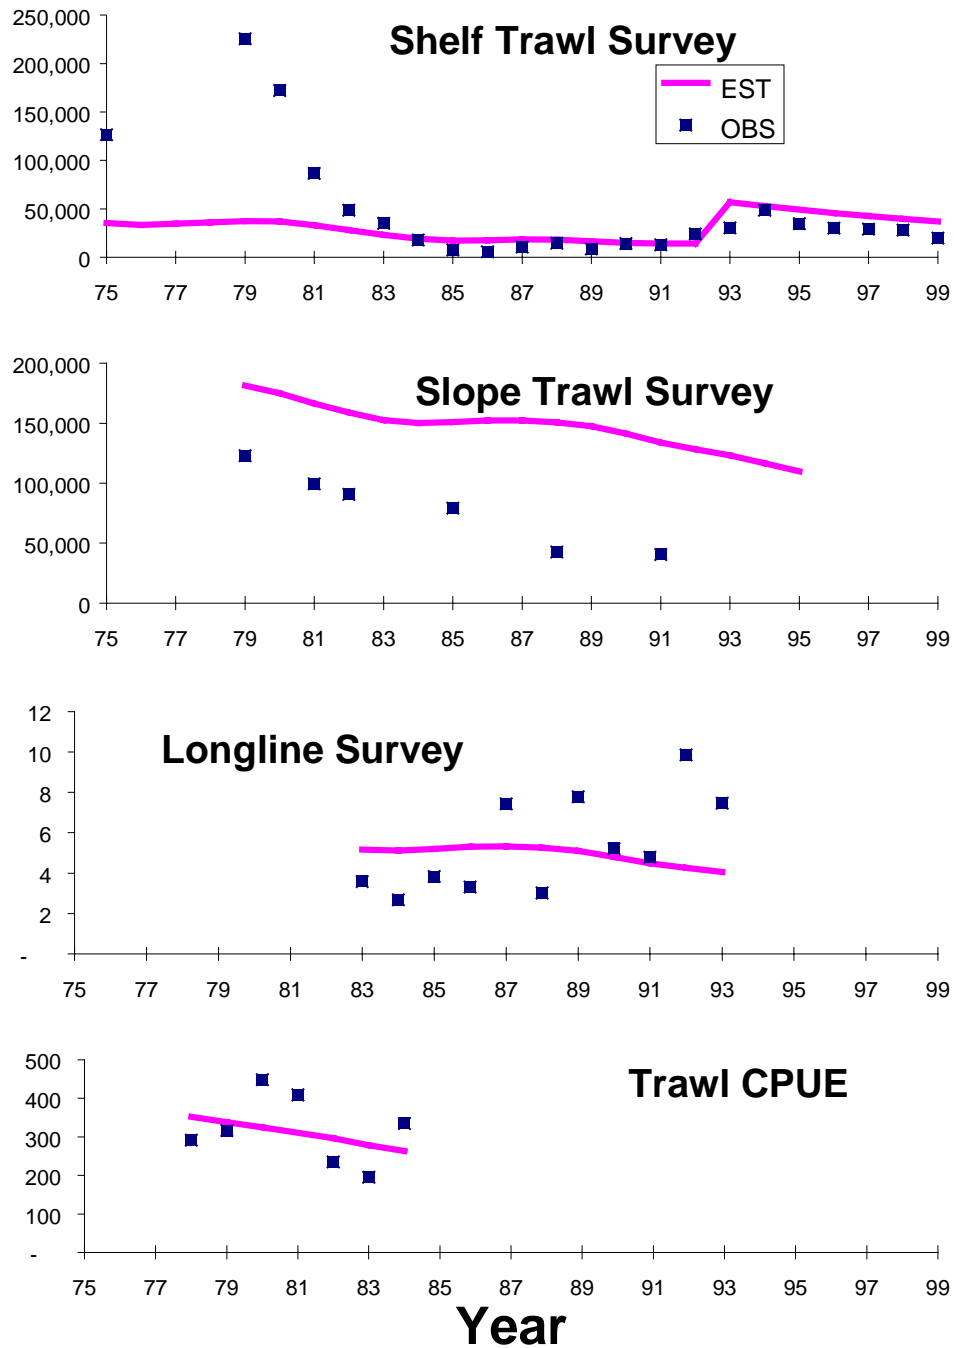 Shelf Trawl Survey
EST
OBS
250,000
200,000
150,000
100,000
50,000
0
75 77 79 81 83 85 87 89 91 93 95 97 99
Slope Trawl Survey
200,000
150,000
100,000
50,000
0
75 77 79 81 83 85 87 89 91 93 95 97 99
Longline Survey
12
10
8
6
4
2
-
75 77 79 81 83 85 87 89 91 93 95 97 99
Trawl CPUE
500
400
300
200
100
-
75 77 79 81 83 85 87 89 91 93 95 97 99
Year